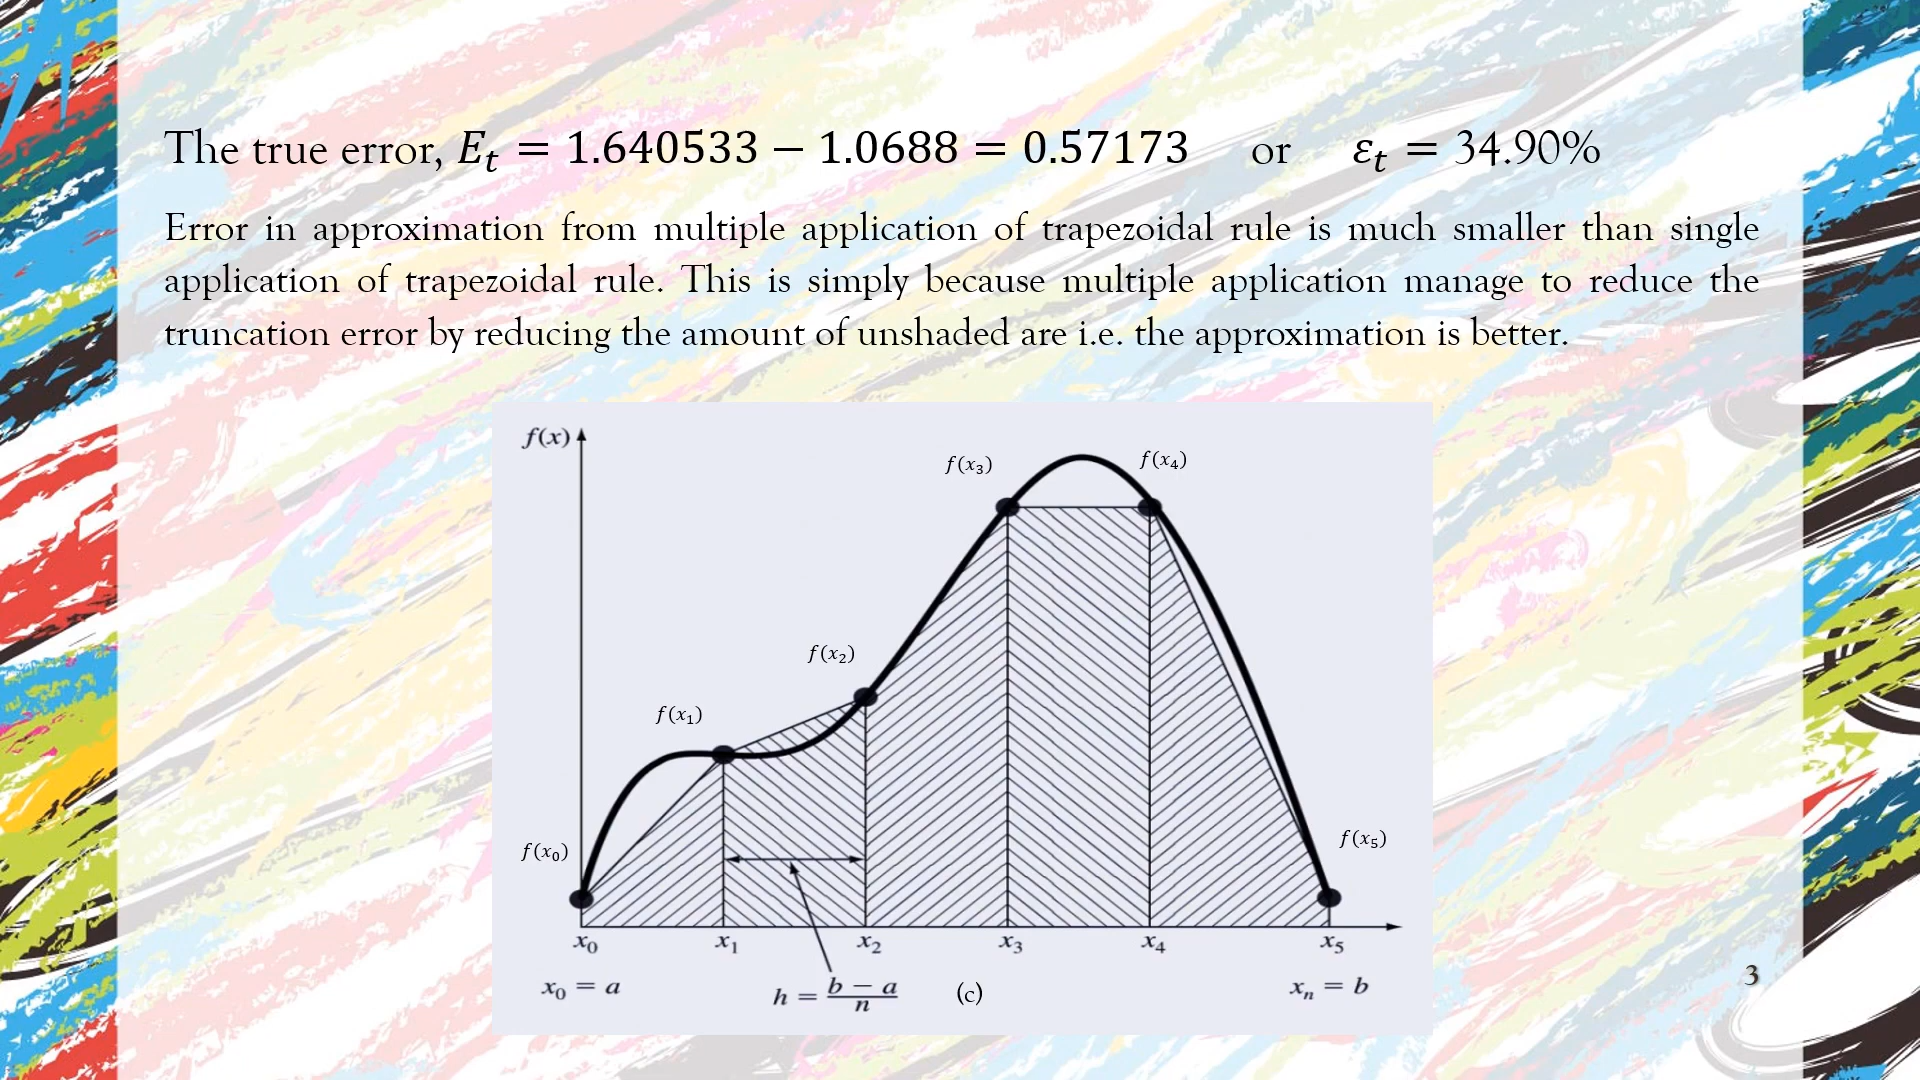 The true error, 𝐸𝑡 = 1.640533 − 1.0688 = 0.57173 or 𝜀𝑡 = 34.90%
Error in approximation from multiple application of trapezoidal rule is much smaller than single
application of trapezoidal rule. This is simply because multiple application manage to reduce the
truncation error by reducing the amount of unshaded are i.e. the approximation is better.
f(x)
f(x₃)
f(x₄)
f(x₂)
f(x₁)
f(x₀)
f(x₅)
x₀ x₁ x₂ x₃ x₄ x₅
x₀ = a
h = (b − a)/n
(c)
xₙ = b
3